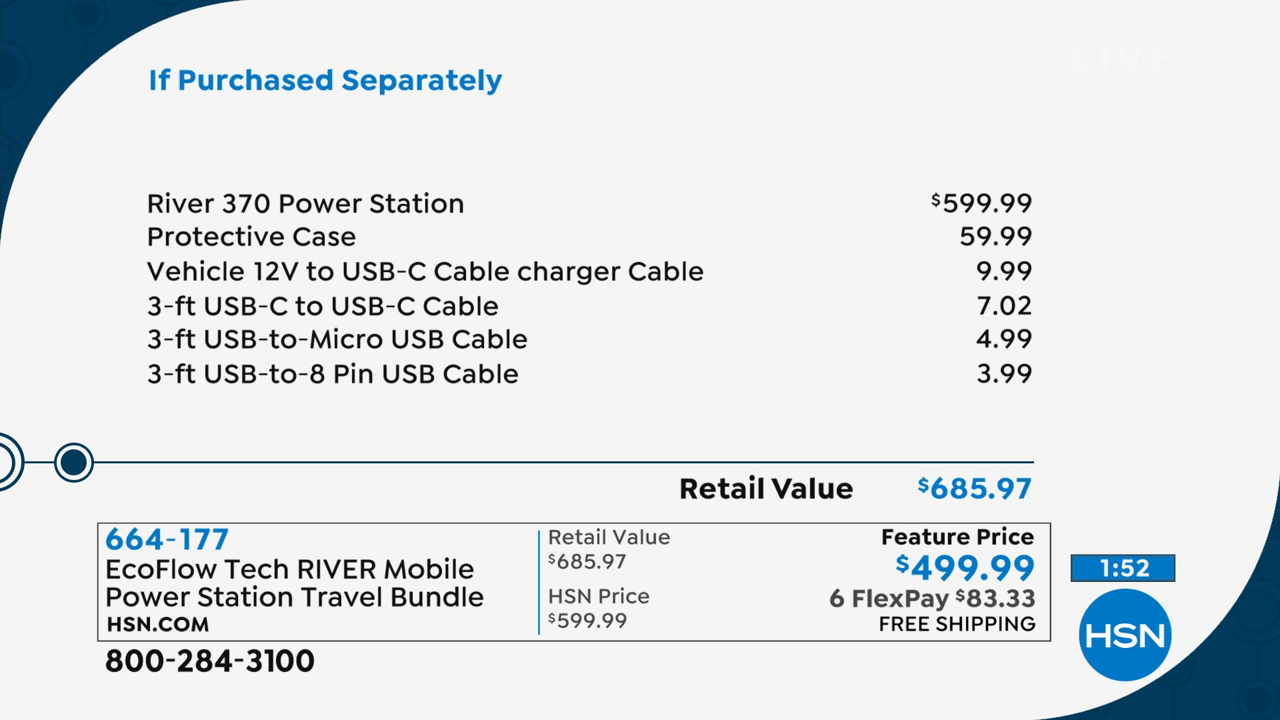 LIVE
If Purchased Separately
River 370 Power Station $599.99
Protective Case 59.99
Vehicle 12V to USB-C Cable charger Cable 9.99
3-ft USB-C to USB-C Cable 7.02
3-ft USB-to-Micro USB Cable 4.99
3-ft USB-to-8 Pin USB Cable 3.99
Retail Value $685.97
664-177
EcoFlow Tech RIVER Mobile
Power Station Travel Bundle
HSN.COM
Retail Value
$685.97
HSN Price
$599.99
Feature Price
$499.99
6 FlexPay $83.33
FREE SHIPPING
1:52
HSN
800-284-3100